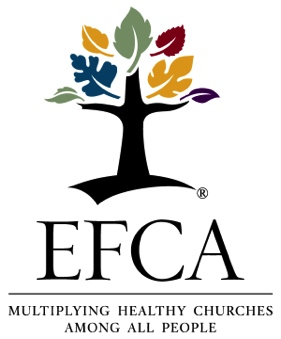 ®
EFCA
MULTIPLYING HEALTHY CHURCHES
AMONG ALL PEOPLE